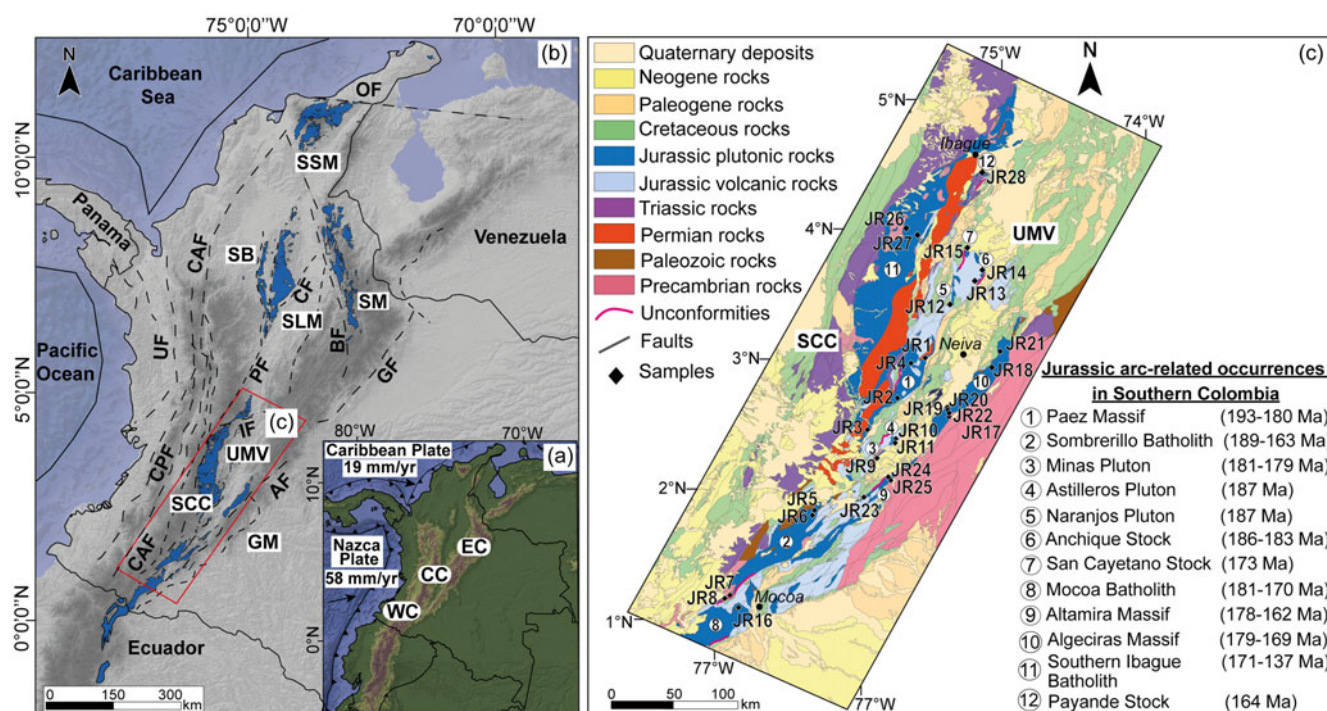 75°0'0"W
70°0'0"W
N
Caribbean
Sea
(b)
OF
SSM
10°0'0"N
Panama
Venezuela
CAF
SB
CF
SM
SLM
UF
BF
Pacific
Ocean
PF
GF
5°0'0"N
(c)
IF
UMV
CPF
SCC
AF
CAF
GM
0°0'0"N
Ecuador
0
150
300
km
80°W
70°W
Caribbean Plate
19 mm/yr
(a)
10°N
Nazca
Plate
58 mm/yr
EC
CC
WC
0°N
(c)
Quaternary deposits
Neogene rocks
Paleogene rocks
Cretaceous rocks
Jurassic plutonic rocks
Jurassic volcanic rocks
Triassic rocks
Permian rocks
Paleozoic rocks
Precambrian rocks
Unconformities
Faults
Samples
75°W
N
74°W
5°N
Ibague
12
JR28
JR26
UMV
4°N
JR27
7
JR15
6
JR14
11
JR13
5
JR12
SCC
JR1
Neiva
JR21
3°N
JR4
JR18
1
10
JR2
JR19
JR20
JR22
JR3
4
JR10
JR17
JR11
3
JR9
JR24
JR25
2°N
JR5
9
JR6
JR23
2
JR7
JR8
Mocoa
JR16
1°N
8
77°W
77°W
0
50
100
km
Jurassic arc-related occurrences
in Southern Colombia
1 Paez Massif (193-180 Ma)
2 Sombrerillo Batholith (189-163 Ma)
3 Minas Pluton (181-179 Ma)
4 Astilleros Pluton (187 Ma)
5 Naranjos Pluton (187 Ma)
6 Anchique Stock (186-183 Ma)
7 San Cayetano Stock (173 Ma)
8 Mocoa Batholith (181-170 Ma)
9 Altamira Massif (178-162 Ma)
10 Algeciras Massif (179-169 Ma)
11 Southern Ibague (171-137 Ma)
Batholith
12 Payande Stock (164 Ma)